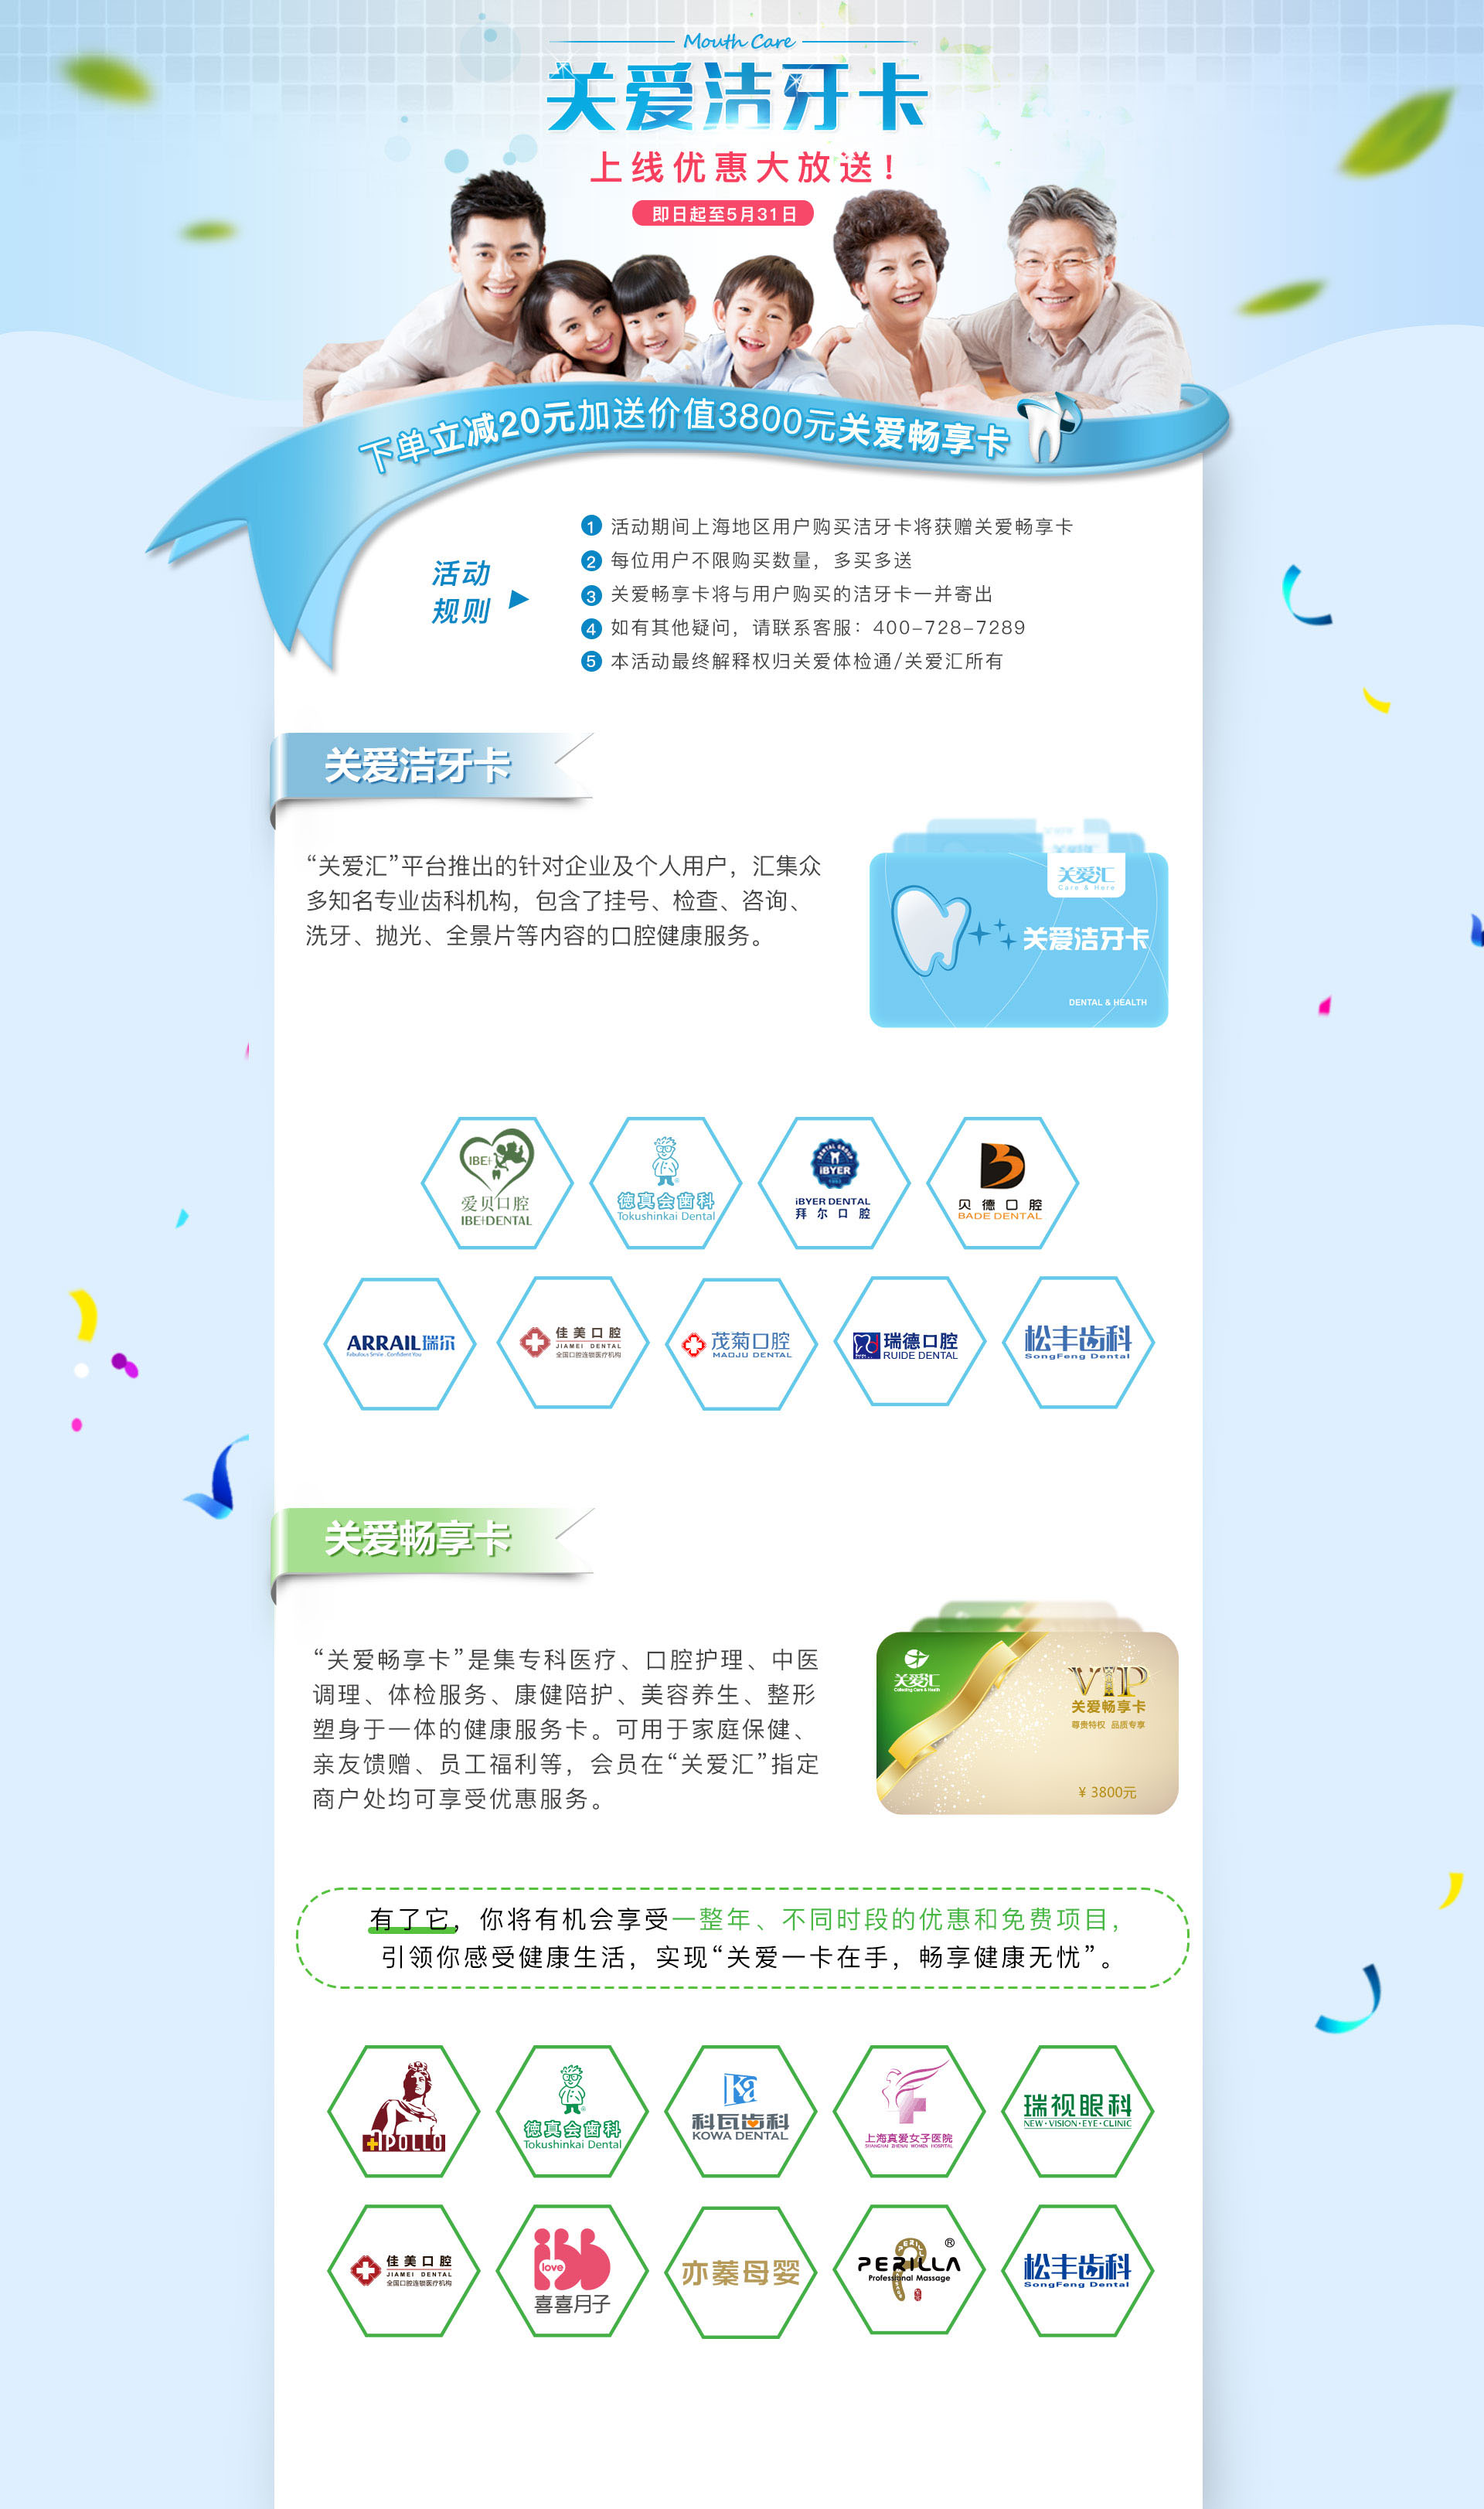 Mouth Care
关爱洁牙卡
上线优惠大放送!
即日起至5月31日
下单立减20元加送价值3800元关爱畅享卡
活动
规则
1 活动期间上海地区用户购买洁牙卡将获赠关爱畅享卡
2 每位用户不限购买数量，多买多送
3 关爱畅享卡将与用户购买的洁牙卡一并寄出
4 如有其他疑问，请联系客服：400-728-7289
5 本活动最终解释权归关爱体检通/关爱汇所有
关爱洁牙卡
“关爱汇”平台推出的针对企业及个人用户，汇集众
多知名专业齿科机构，包含了挂号、检查、咨询、
洗牙、抛光、全景片等内容的口腔健康服务。
关爱汇
Care & Here
关爱洁牙卡
DENTAL & HEALTH
IBEI
爱贝口腔
IBEIDENTAL
德真会齒科
Tokushinkai Dental
DENTAL GROUP
iBYER
iBYER DENTAL
拜尔口腔
贝德口腔
BADE DENTAL
ARRAIL瑞尔
Fabulous Smile . Confident You
佳美口腔
JIAMEI DENTAL
全国口腔连锁医疗机构
茂菊口腔
MAOJU DENTAL
瑞德口腔
RUIDE DENTAL
松丰齿科
SongFeng Dental
关爱畅享卡
“关爱畅享卡”是集专科医疗、口腔护理、中医
调理、体检服务、康健陪护、美容养生、整形
塑身于一体的健康服务卡。可用于家庭保健、
亲友馈赠、员工福利等，会员在“关爱汇”指定
商户处均可享受优惠服务。
关爱汇
Collecting Care & Health
VIP
关爱畅享卡
尊贵特权 品质专享
¥ 3800元
有了它，你将有机会享受一整年、不同时段的优惠和免费项目，
引领你感受健康生活，实现“关爱一卡在手，畅享健康无忧”。
APOLLO
德真会齒科
Tokushinkai Dental
科瓦齿科
KOWA DENTAL
上海真爱女子医院
SHANGHAI ZHENAI WOMEN HOSPITAL
瑞视眼科
NEW·VISION·EYE·CLINIC
佳美口腔
JIAMEI DENTAL
全国口腔连锁医疗机构
love
喜喜月子
亦蓁母婴
PERILLA ®
Professional Massage
松丰齿科
SongFeng Dental